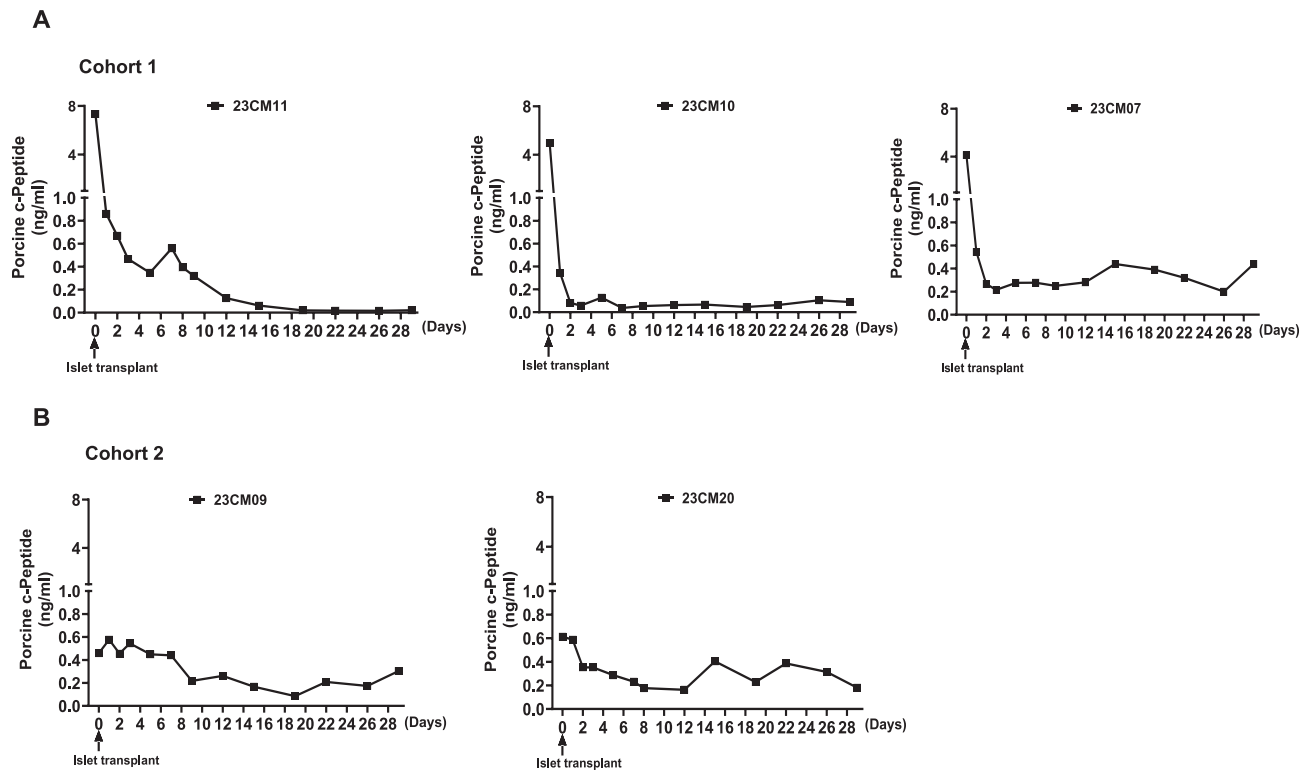 A
Cohort 1
23CM11
Porcine c-Peptide
(ng/ml)
8
4
1.0
0.8
0.6
0.4
0.2
0.0
0 2 4 6 8 10 12 14 16 18 20 22 24 26 28 (Days)
Islet transplant
23CM10
Porcine c-Peptide
(ng/ml)
8
4
1.0
0.8
0.6
0.4
0.2
0.0
0 2 4 6 8 10 12 14 16 18 20 22 24 26 28 (Days)
Islet transplant
23CM07
Porcine c-Peptide
(ng/ml)
8
4
1.0
0.8
0.6
0.4
0.2
0.0
0 2 4 6 8 10 12 14 16 18 20 22 24 26 28 (Days)
Islet transplant
B
Cohort 2
23CM09
Porcine c-Peptide
(ng/ml)
8
4
1.0
0.8
0.6
0.4
0.2
0.0
0 2 4 6 8 10 12 14 16 18 20 22 24 26 28 (Days)
Islet transplant
23CM20
Porcine c-Peptide
(ng/ml)
8
4
1.0
0.8
0.6
0.4
0.2
0.0
0 2 4 6 8 10 12 14 16 18 20 22 24 26 28 (Days)
Islet transplant